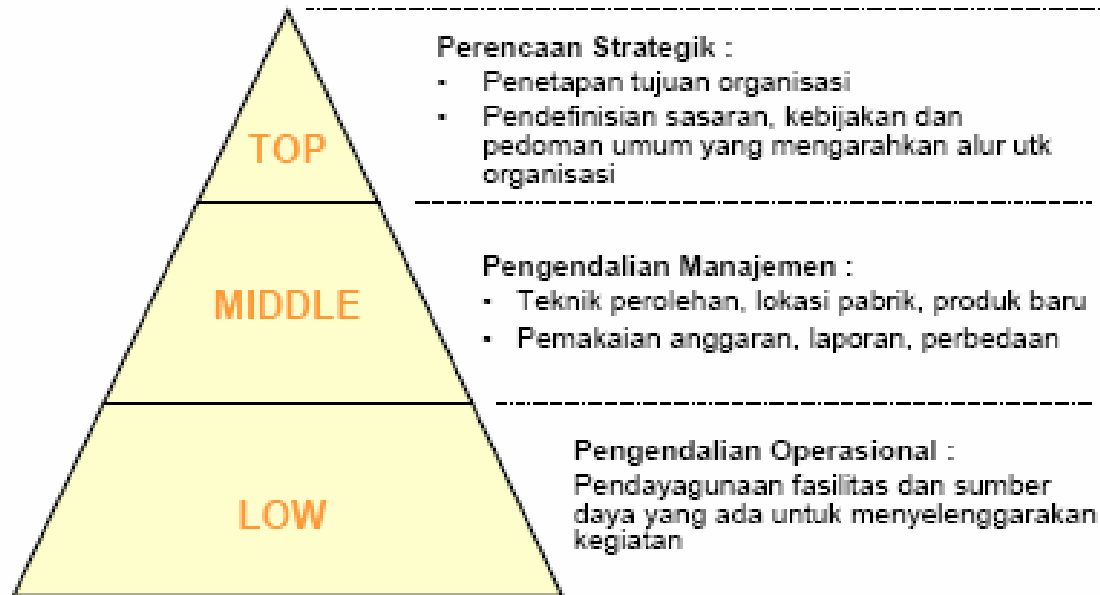 Perencaan Strategik :
▪ Penetapan tujuan organisasi
▪ Pendefinisian sasaran, kebijakan dan
pedoman umum yang mengarahkan alur utk
organisasi
TOP
Pengendalian Manajemen :
▪ Teknik perolehan, lokasi pabrik, produk baru
▪ Pemakaian anggaran, laporan, perbedaan
MIDDLE
Pengendalian Operasional :
Pendayagunaan fasilitas dan sumber
daya yang ada untuk menyelenggarakan
kegiatan
LOW